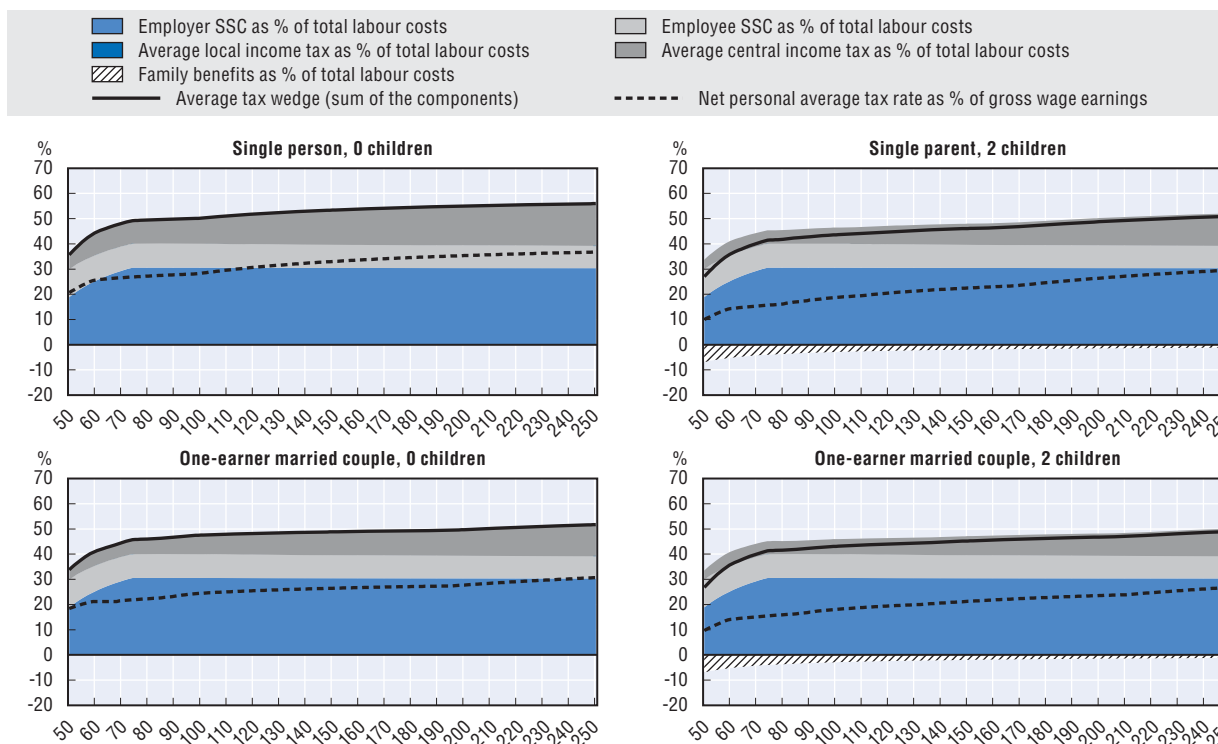 Employer SSC as % of total labour costs
Employee SSC as % of total labour costs
Average local income tax as % of total labour costs
Average central income tax as % of total labour costs
Family benefits as % of total labour costs
Average tax wedge (sum of the components)
Net personal average tax rate as % of gross wage earnings
% Single person, 0 children
70
60
50
40
30
20
10
0
-10
-20
50 60 70 80 90 100 110 120 130 140 150 160 170 180 190 200 210 220 230 240 250
% Single parent, 2 children
70
60
50
40
30
20
10
0
-10
-20
50 60 70 80 90 100 110 120 130 140 150 160 170 180 190 200 210 220 230 240 25
% One-earner married couple, 0 children
70
60
50
40
30
20
10
0
-10
-20
50 60 70 80 90 100 110 120 130 140 150 160 170 180 190 200 210 220 230 240 250
% One-earner married couple, 2 children
70
60
50
40
30
20
10
0
-10
-20
50 60 70 80 90 100 110 120 130 140 150 160 170 180 190 200 210 220 230 240 25